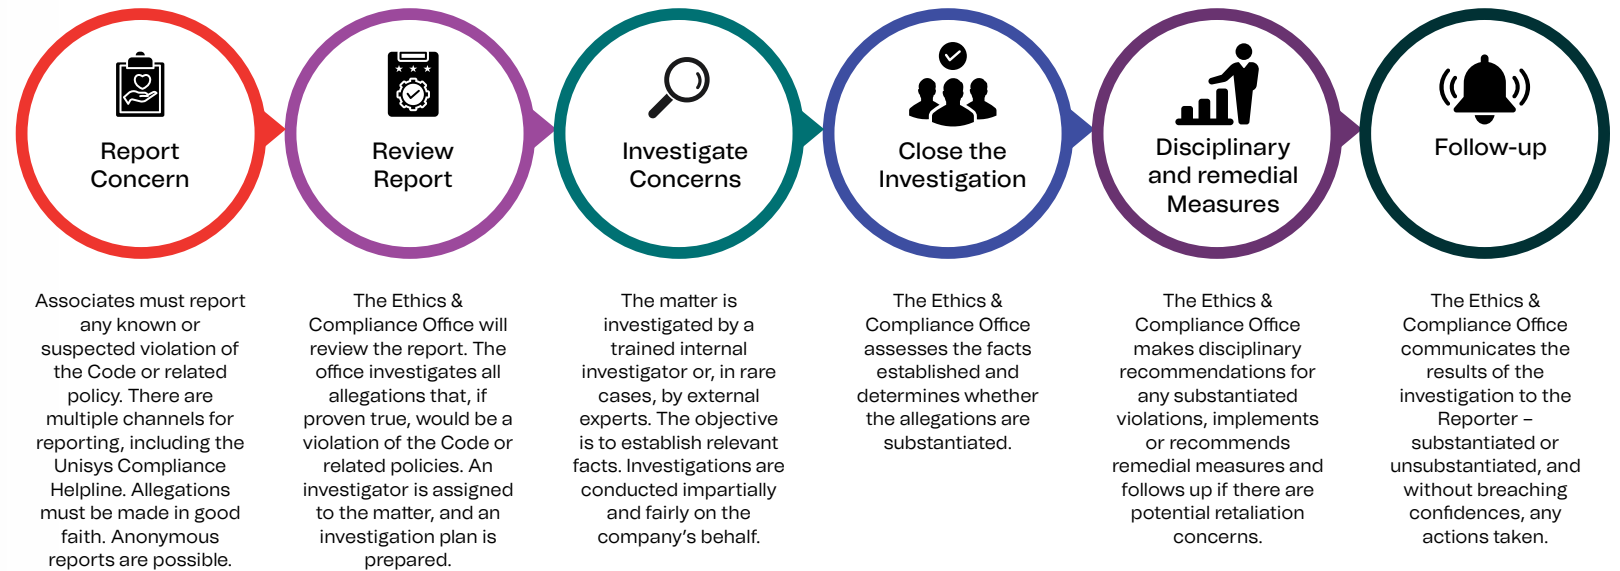 Report
Concern
Associates must report
any known or
suspected violation of
the Code or related
policy. There are
multiple channels for
reporting, including the
Unisys Compliance
Helpline. Allegations
must be made in good
faith. Anonymous
reports are possible.
Review
Report
The Ethics &
Compliance Office will
review the report. The
office investigates all
allegations that, if
proven true, would be a
violation of the Code or
related policies. An
investigator is assigned
to the matter, and an
investigation plan is
prepared.
Investigate
Concerns
The matter is
investigated by a
trained internal
investigator or, in rare
cases, by external
experts. The objective
is to establish relevant
facts. Investigations are
conducted impartially
and fairly on the
company’s behalf.
Close the
Investigation
The Ethics &
Compliance Office
assesses the facts
established and
determines whether
the allegations are
substantiated.
Disciplinary
and remedial
Measures
The Ethics &
Compliance Office
makes disciplinary
recommendations for
any substantiated
violations, implements
or recommends
remedial measures and
follows up if there are
potential retaliation
concerns.
Follow-up
The Ethics &
Compliance Office
communicates the
results of the
investigation to the
Reporter –
substantiated or
unsubstantiated, and
without breaching
confidences, any
actions taken.